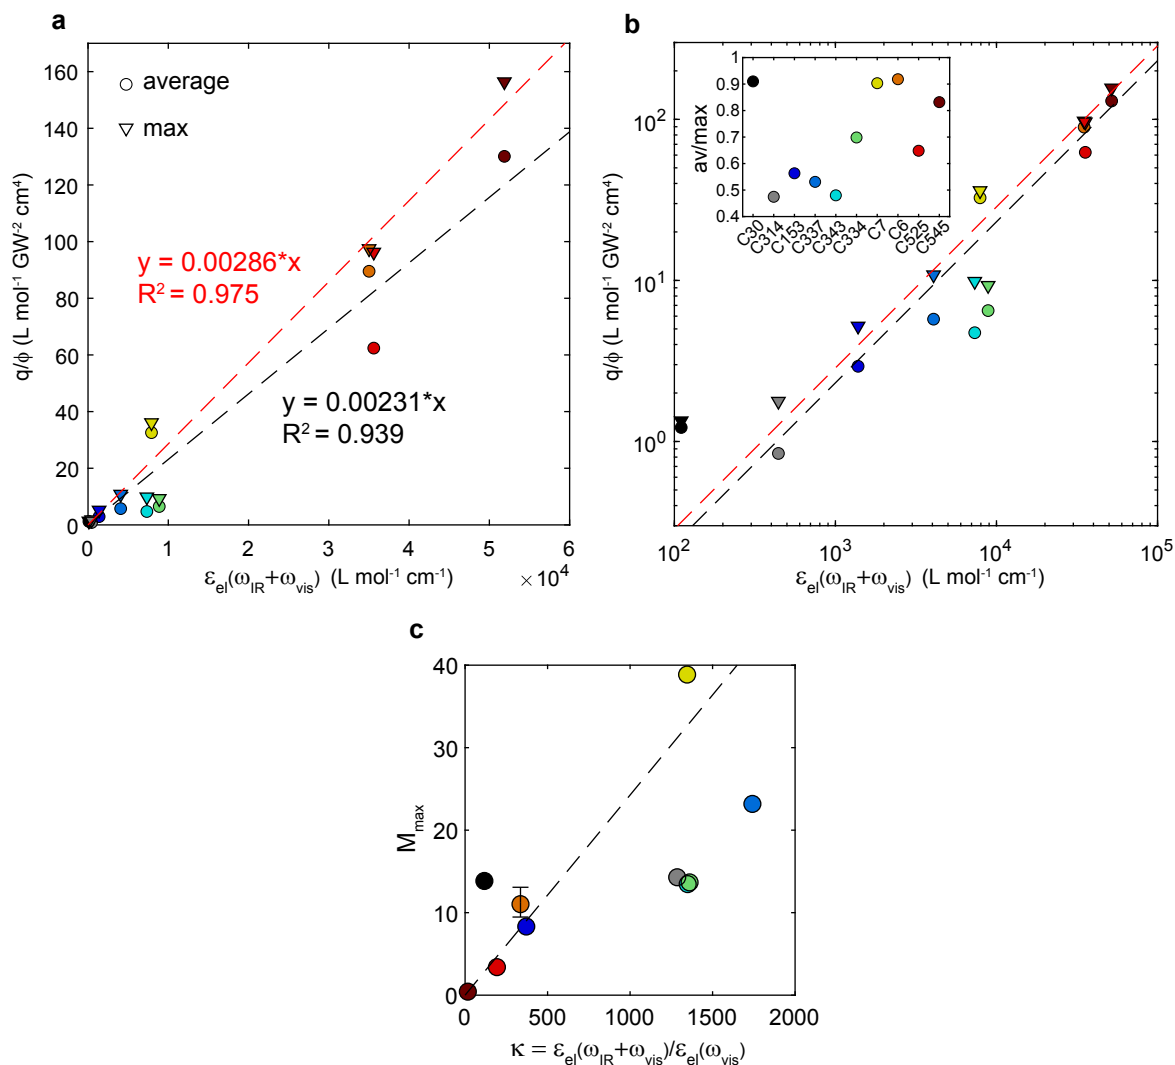 a
160
140
120
100
80
60
40
20
0
q/ϕ (L mol⁻¹ GW⁻² cm⁴)
average
max
y = 0.00286*x
R² = 0.975
y = 0.00231*x
R² = 0.939
0 1 2 3 4 5 6
ε_el(ω_IR+ω_vis) (L mol⁻¹ cm⁻¹)
×10⁴
b
10²
10¹
10⁰
q/ϕ (L mol⁻¹ GW⁻² cm⁴)
1
0.9
0.8
0.7
0.6
0.5
0.4
av/max
C30 C314 C153 C337 C343 C334 C7 C6 C525 C545
10² 10³ 10⁴ 10⁵
ε_el(ω_IR+ω_vis) (L mol⁻¹ cm⁻¹)
c
40
30
20
10
0
M_max
0 500 1000 1500 2000
κ = ε_el(ω_IR+ω_vis)/ε_el(ω_vis)